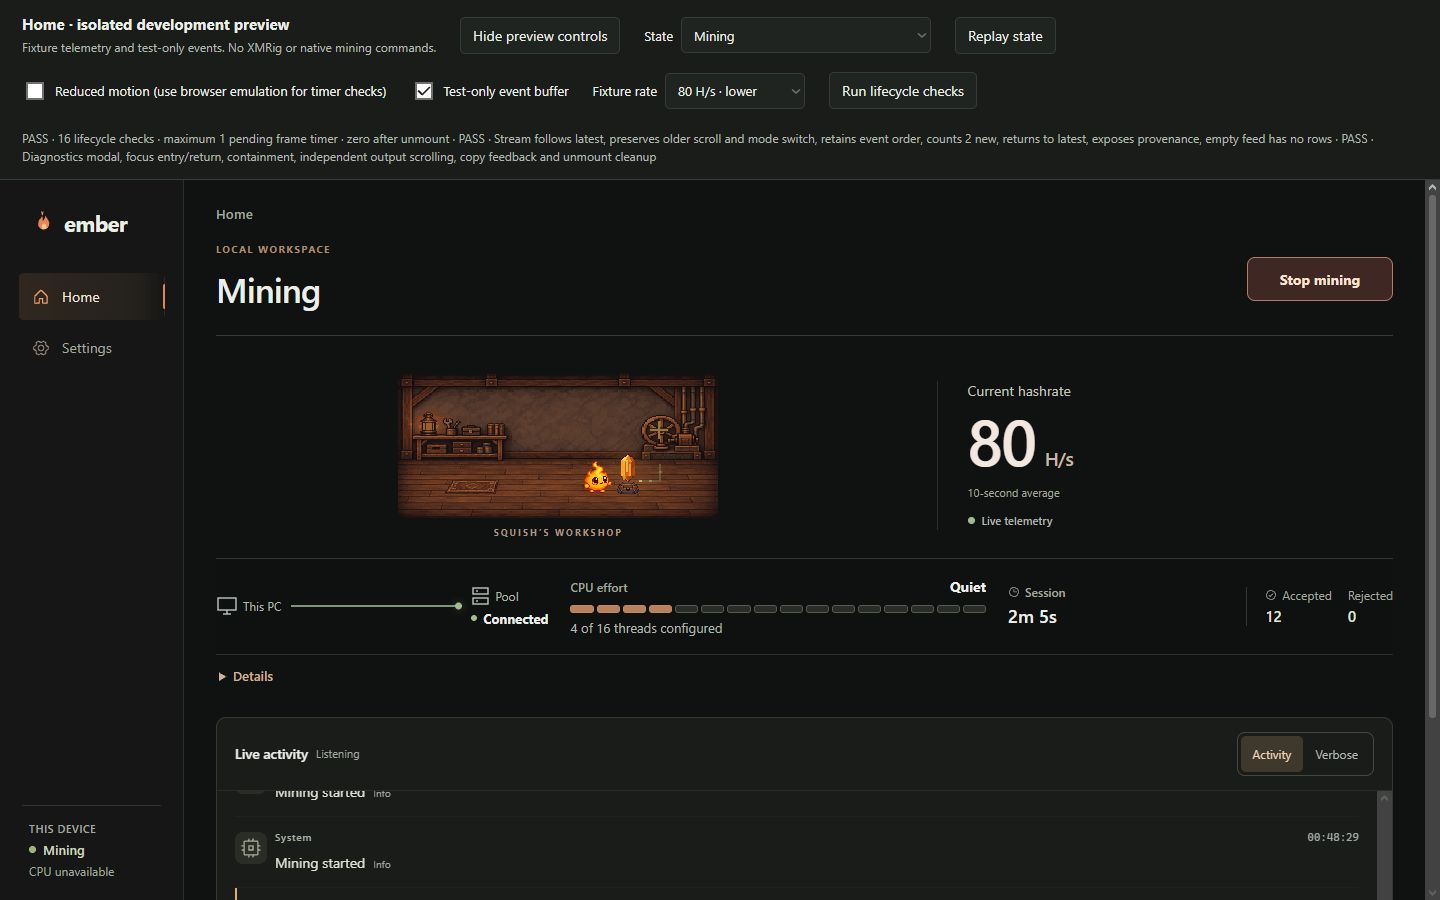 Home · isolated development preview
Fixture telemetry and test-only events. No XMRig or native mining commands.
Hide preview controls
State
Mining
Replay state
Reduced motion (use browser emulation for timer checks)
Test-only event buffer
Fixture rate
80 H/s · lower
Run lifecycle checks
PASS · 16 lifecycle checks · maximum 1 pending frame timer · zero after unmount · PASS · Stream follows latest, preserves older scroll and mode switch, retains event order, counts 2 new, returns to latest, exposes provenance, empty feed has no rows · PASS ·
Diagnostics modal, focus entry/return, containment, independent output scrolling, copy feedback and unmount cleanup
ember
Home
Settings
Home
LOCAL WORKSPACE
Mining
Stop mining
SQUISH'S WORKSHOP
Current hashrate
80 H/s
10-second average
Live telemetry
This PC
Pool
Connected
CPU effort
Quiet
4 of 16 threads configured
Session
2m 5s
Accepted
12
Rejected
0
Details
Live activity Listening
Activity
Verbose
Mining started Info
System
00:48:29
Mining started Info
THIS DEVICE
Mining
CPU unavailable